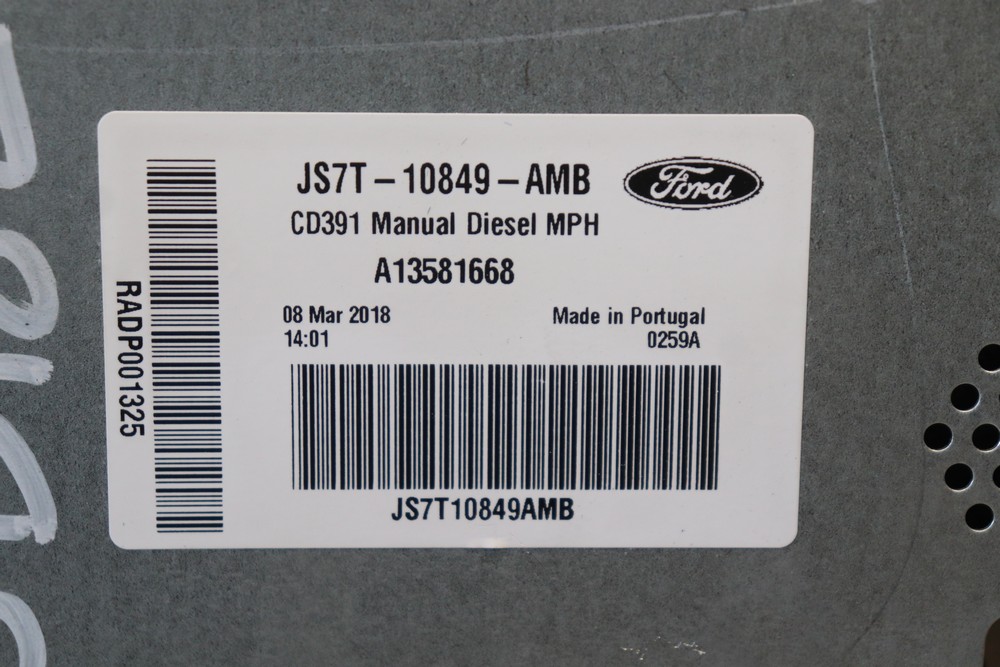 JS7T-10849-AMB
Ford
CD391 Manual Diesel MPH
A13581668
08 Mar 2018
Made in Portugal
14:01
0259A
JS7T10849AMB
RADP001325